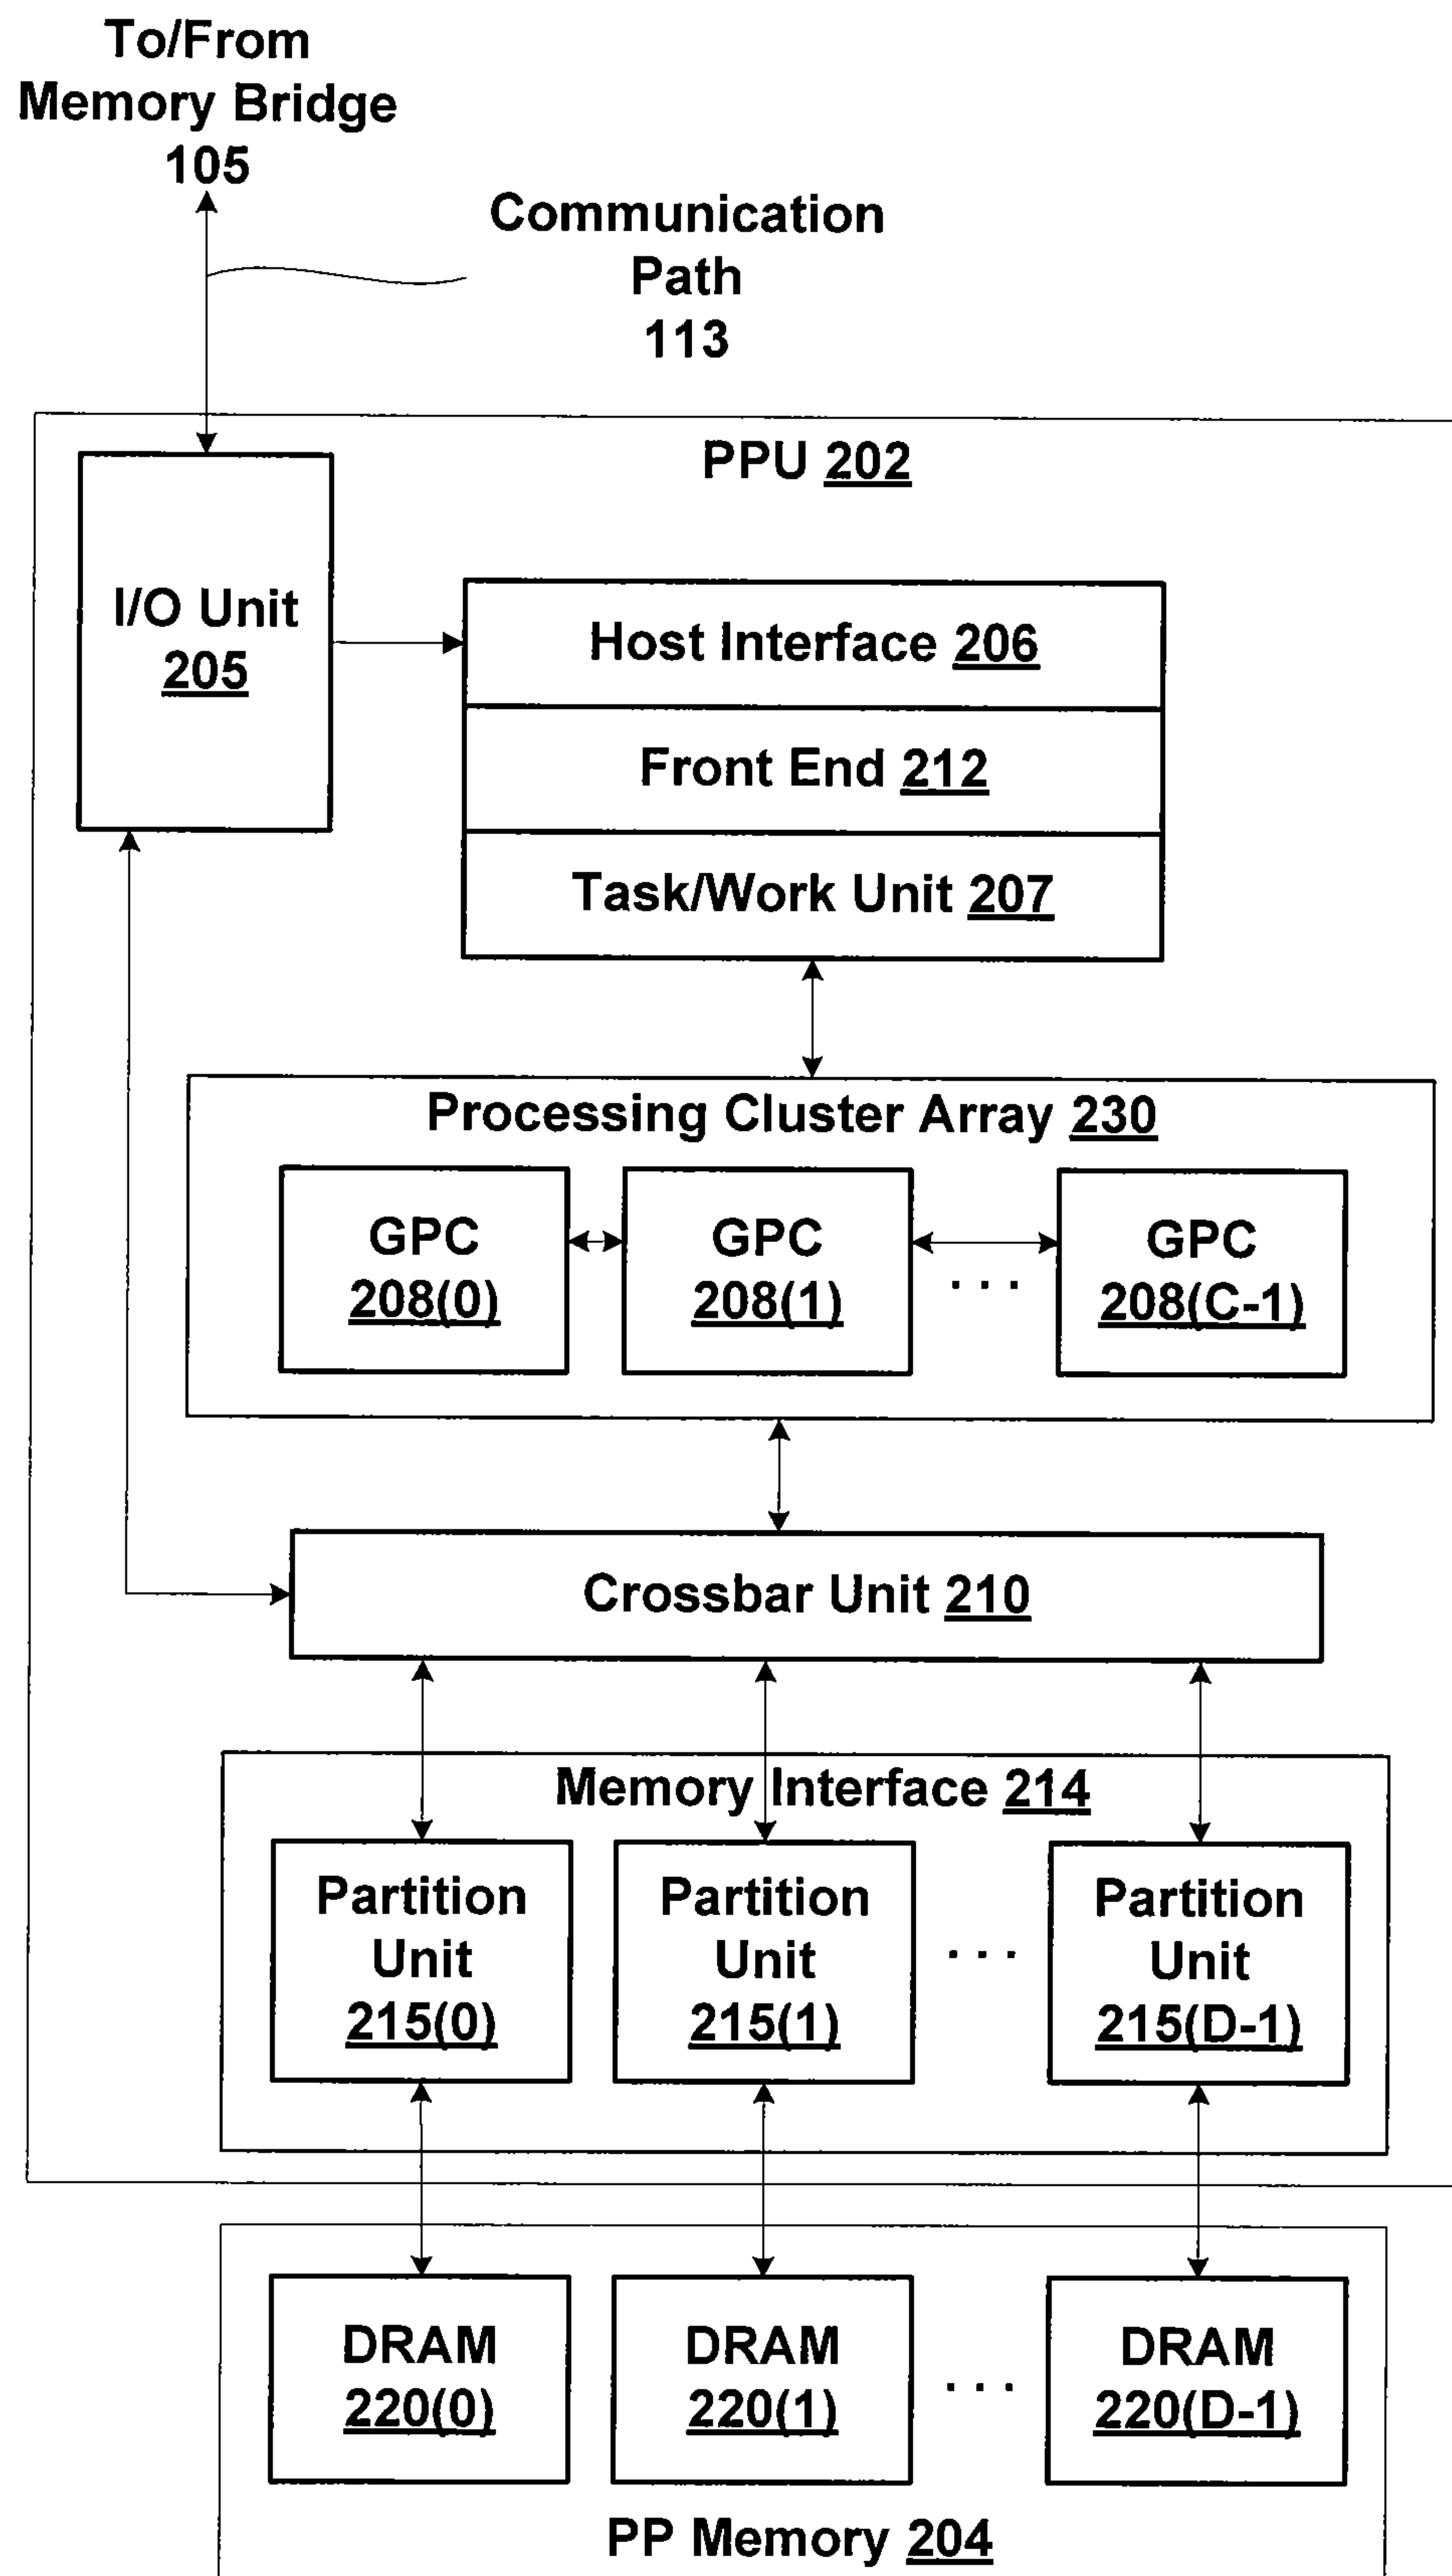 To/From
Memory Bridge
105
Communication
Path
113
PPU 202
I/O Unit
205
Host Interface 206
Front End 212
Task/Work Unit 207
Processing Cluster Array 230
GPC
208(0)
GPC
208(1)
. . .
GPC
208(C-1)
Crossbar Unit 210
Memory Interface 214
Partition
Unit
215(0)
Partition
Unit
215(1)
. . .
Partition
Unit
215(D-1)
DRAM
220(0)
DRAM
220(1)
. . .
DRAM
220(D-1)
PP Memory 204